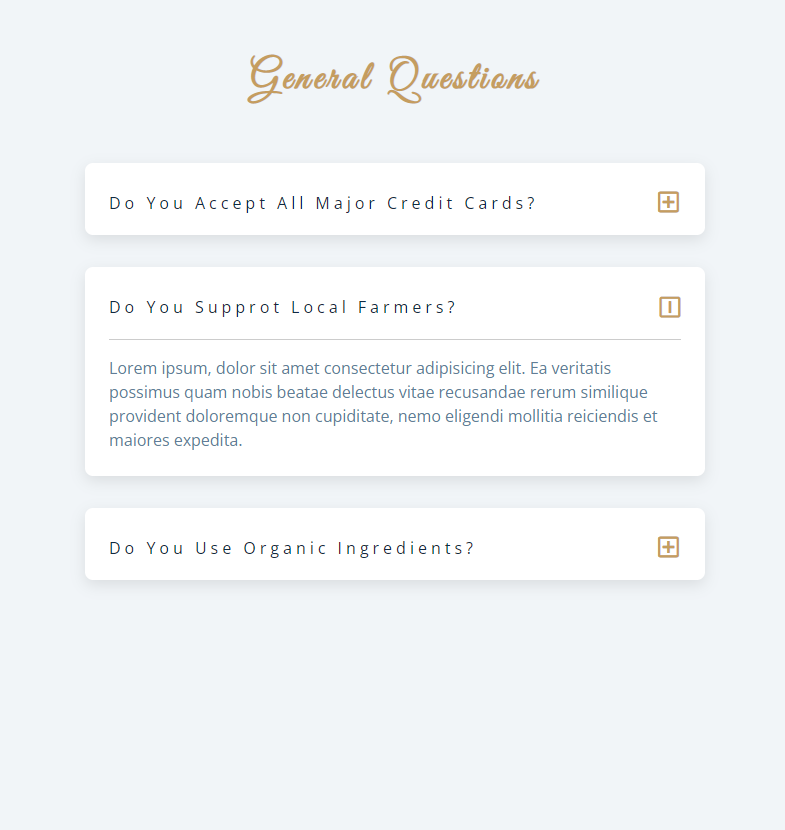 General Questions
Do You Accept All Major Credit Cards?
Do You Supprot Local Farmers?
Lorem ipsum, dolor sit amet consectetur adipisicing elit. Ea veritatis
possimus quam nobis beatae delectus vitae recusandae rerum similique
provident doloremque non cupiditate, nemo eligendi mollitia reiciendis et
maiores expedita.
Do You Use Organic Ingredients?